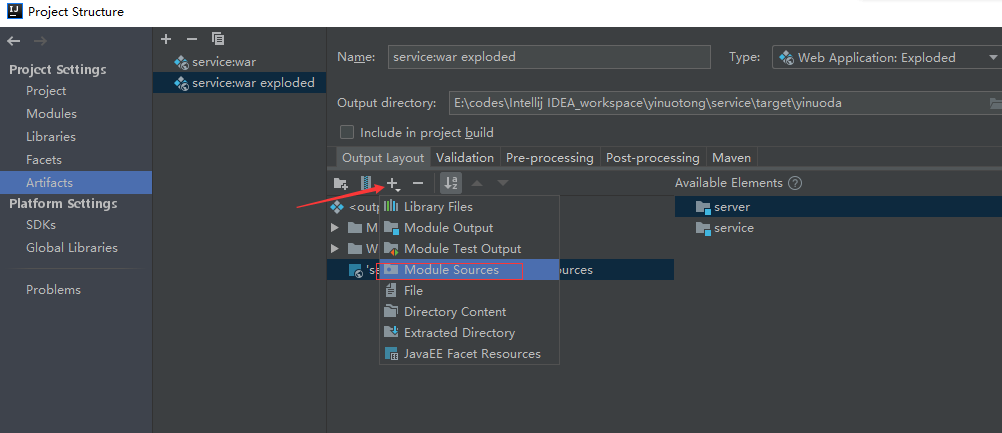 Project Structure
Project Settings
Project
Modules
Libraries
Facets
Artifacts
Platform Settings
SDKs
Global Libraries
Problems
service:war
service:war exploded
Name: service:war exploded Type: Web Application: Exploded
Output directory: E:\codes\Intellij IDEA_workspace\yinuotong\service\target\yinuoda
Include in project build
Output Layout Validation Pre-processing Post-processing Maven
Available Elements
server
service
Library Files
Module Output
Module Test Output
Module Sources
File
Directory Content
Extracted Directory
JavaEE Facet Resources